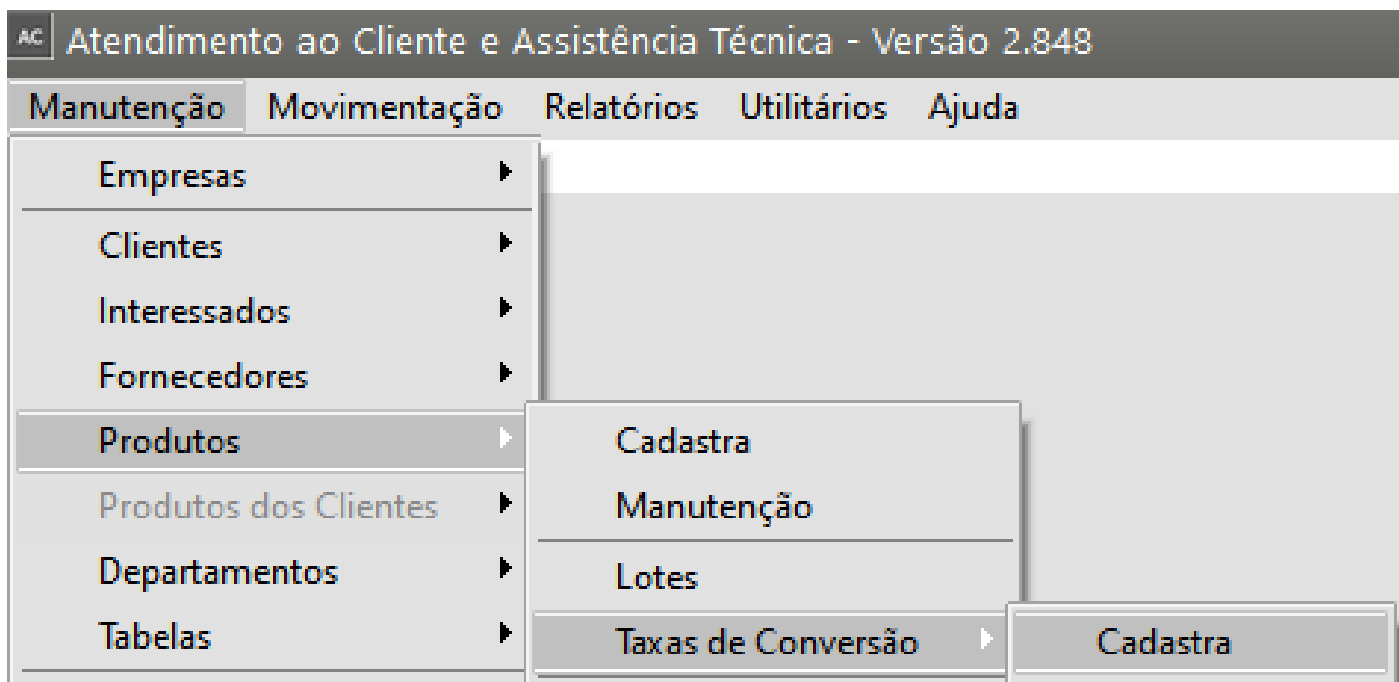 AC Atendimento ao Cliente e Assistência Técnica - Versão 2.848
Manutenção Movimentação Relatórios Utilitários Ajuda
Empresas
Clientes
Interessados
Fornecedores
Produtos
Produtos dos Clientes
Departamentos
Tabelas
Cadastra
Manutenção
Lotes
Taxas de Conversão
Cadastra